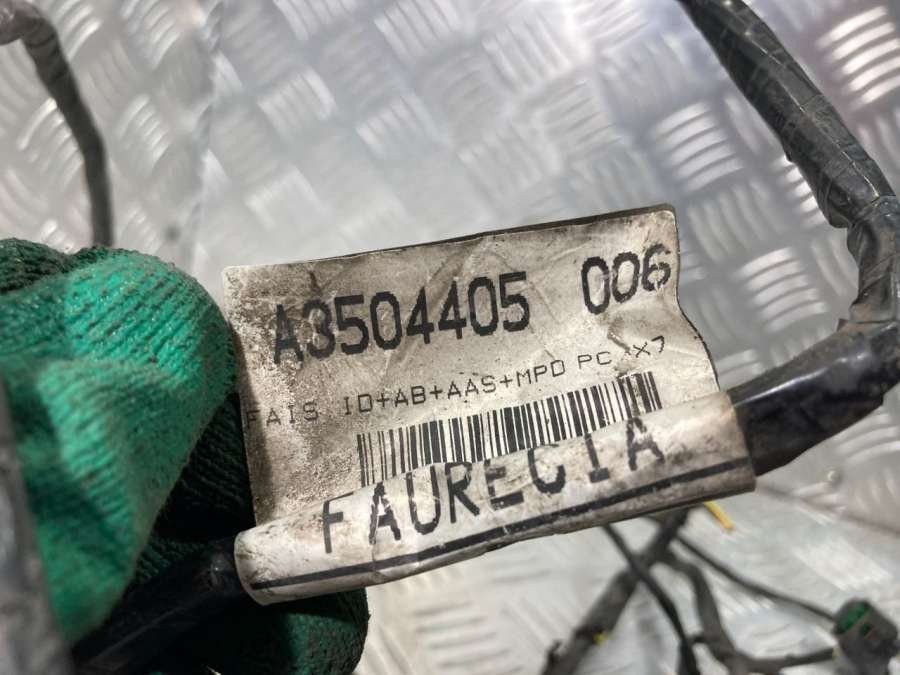 A3504405 006
FAIS ID+AB+AAS+MPD PC X7
FAURECIA